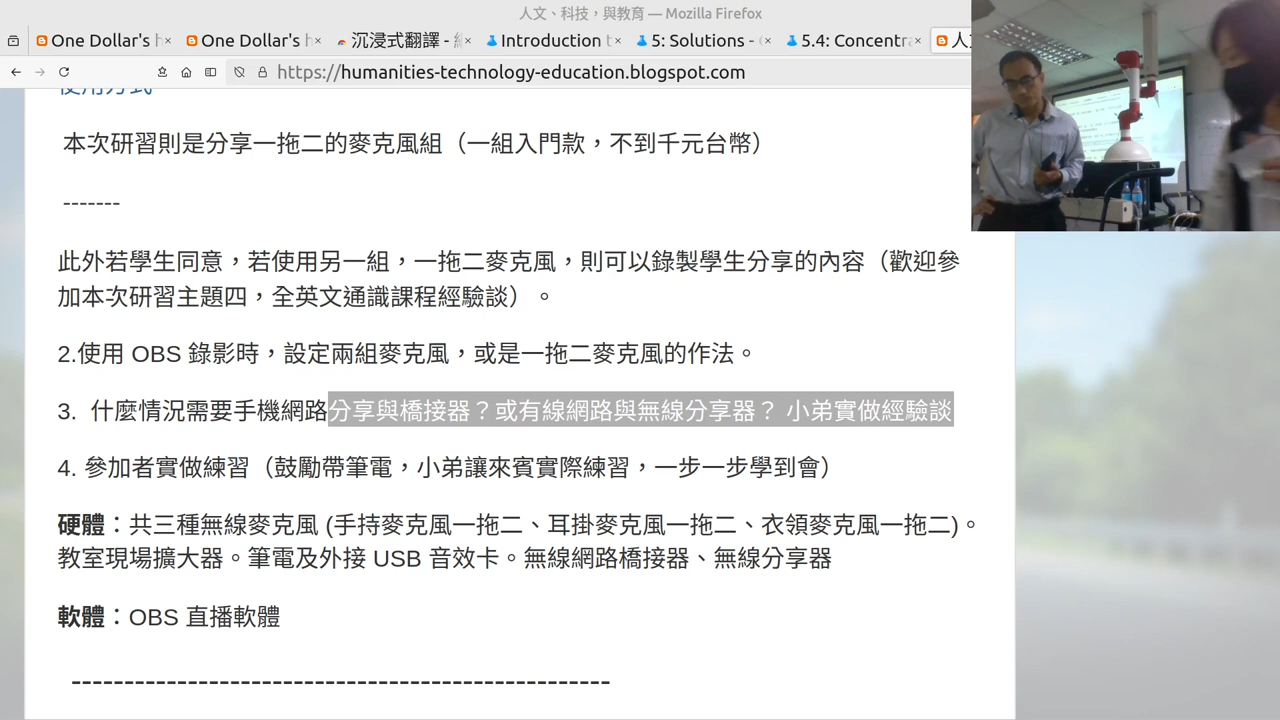 人文、科技，與教育 — Mozilla Firefox
One Dollar's
One Dollar's
沉浸式翻譯 -
Introduction
5: Solutions -
5.4: Concentra
人
https://humanities-technology-education.blogspot.com
使用方式
本次研習則是分享一拖二的麥克風組（一組入門款，不到千元台幣）
-------
此外若學生同意，若使用另一組，一拖二麥克風，則可以錄製學生分享的內容（歡迎參
加本次研習主題四，全英文通識課程經驗談）。
2.使用 OBS 錄影時，設定兩組麥克風，或是一拖二麥克風的作法。
3. 什麼情況需要手機網路分享與橋接器？或有線網路與無線分享器？ 小弟實做經驗談
4. 參加者實做練習（鼓勵帶筆電，小弟讓來賓實際練習，一步一步學到會）
硬體：共三種無線麥克風 (手持麥克風一拖二、耳掛麥克風一拖二、衣領麥克風一拖二)。
教室現場擴大器。筆電及外接 USB 音效卡。無線網路橋接器、無線分享器
軟體：OBS 直播軟體
-------------------------------------------------